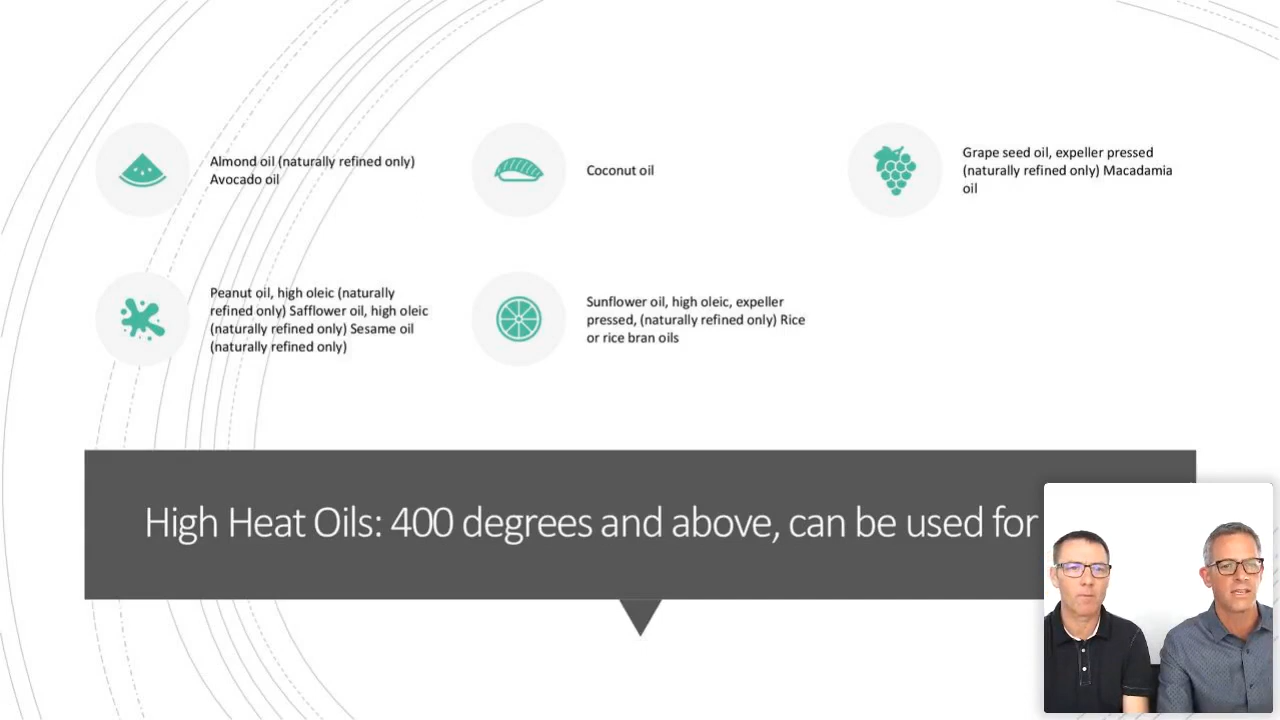 Almond oil (naturally refined only)
Avocado oil
Coconut oil
Grape seed oil, expeller pressed
(naturally refined only) Macadamia
oil
Peanut oil, high oleic (naturally
refined only) Safflower oil, high oleic
(naturally refined only) Sesame oil
(naturally refined only)
Sunflower oil, high oleic, expeller
pressed, (naturally refined only) Rice
or rice bran oils
High Heat Oils: 400 degrees and above, can be used for